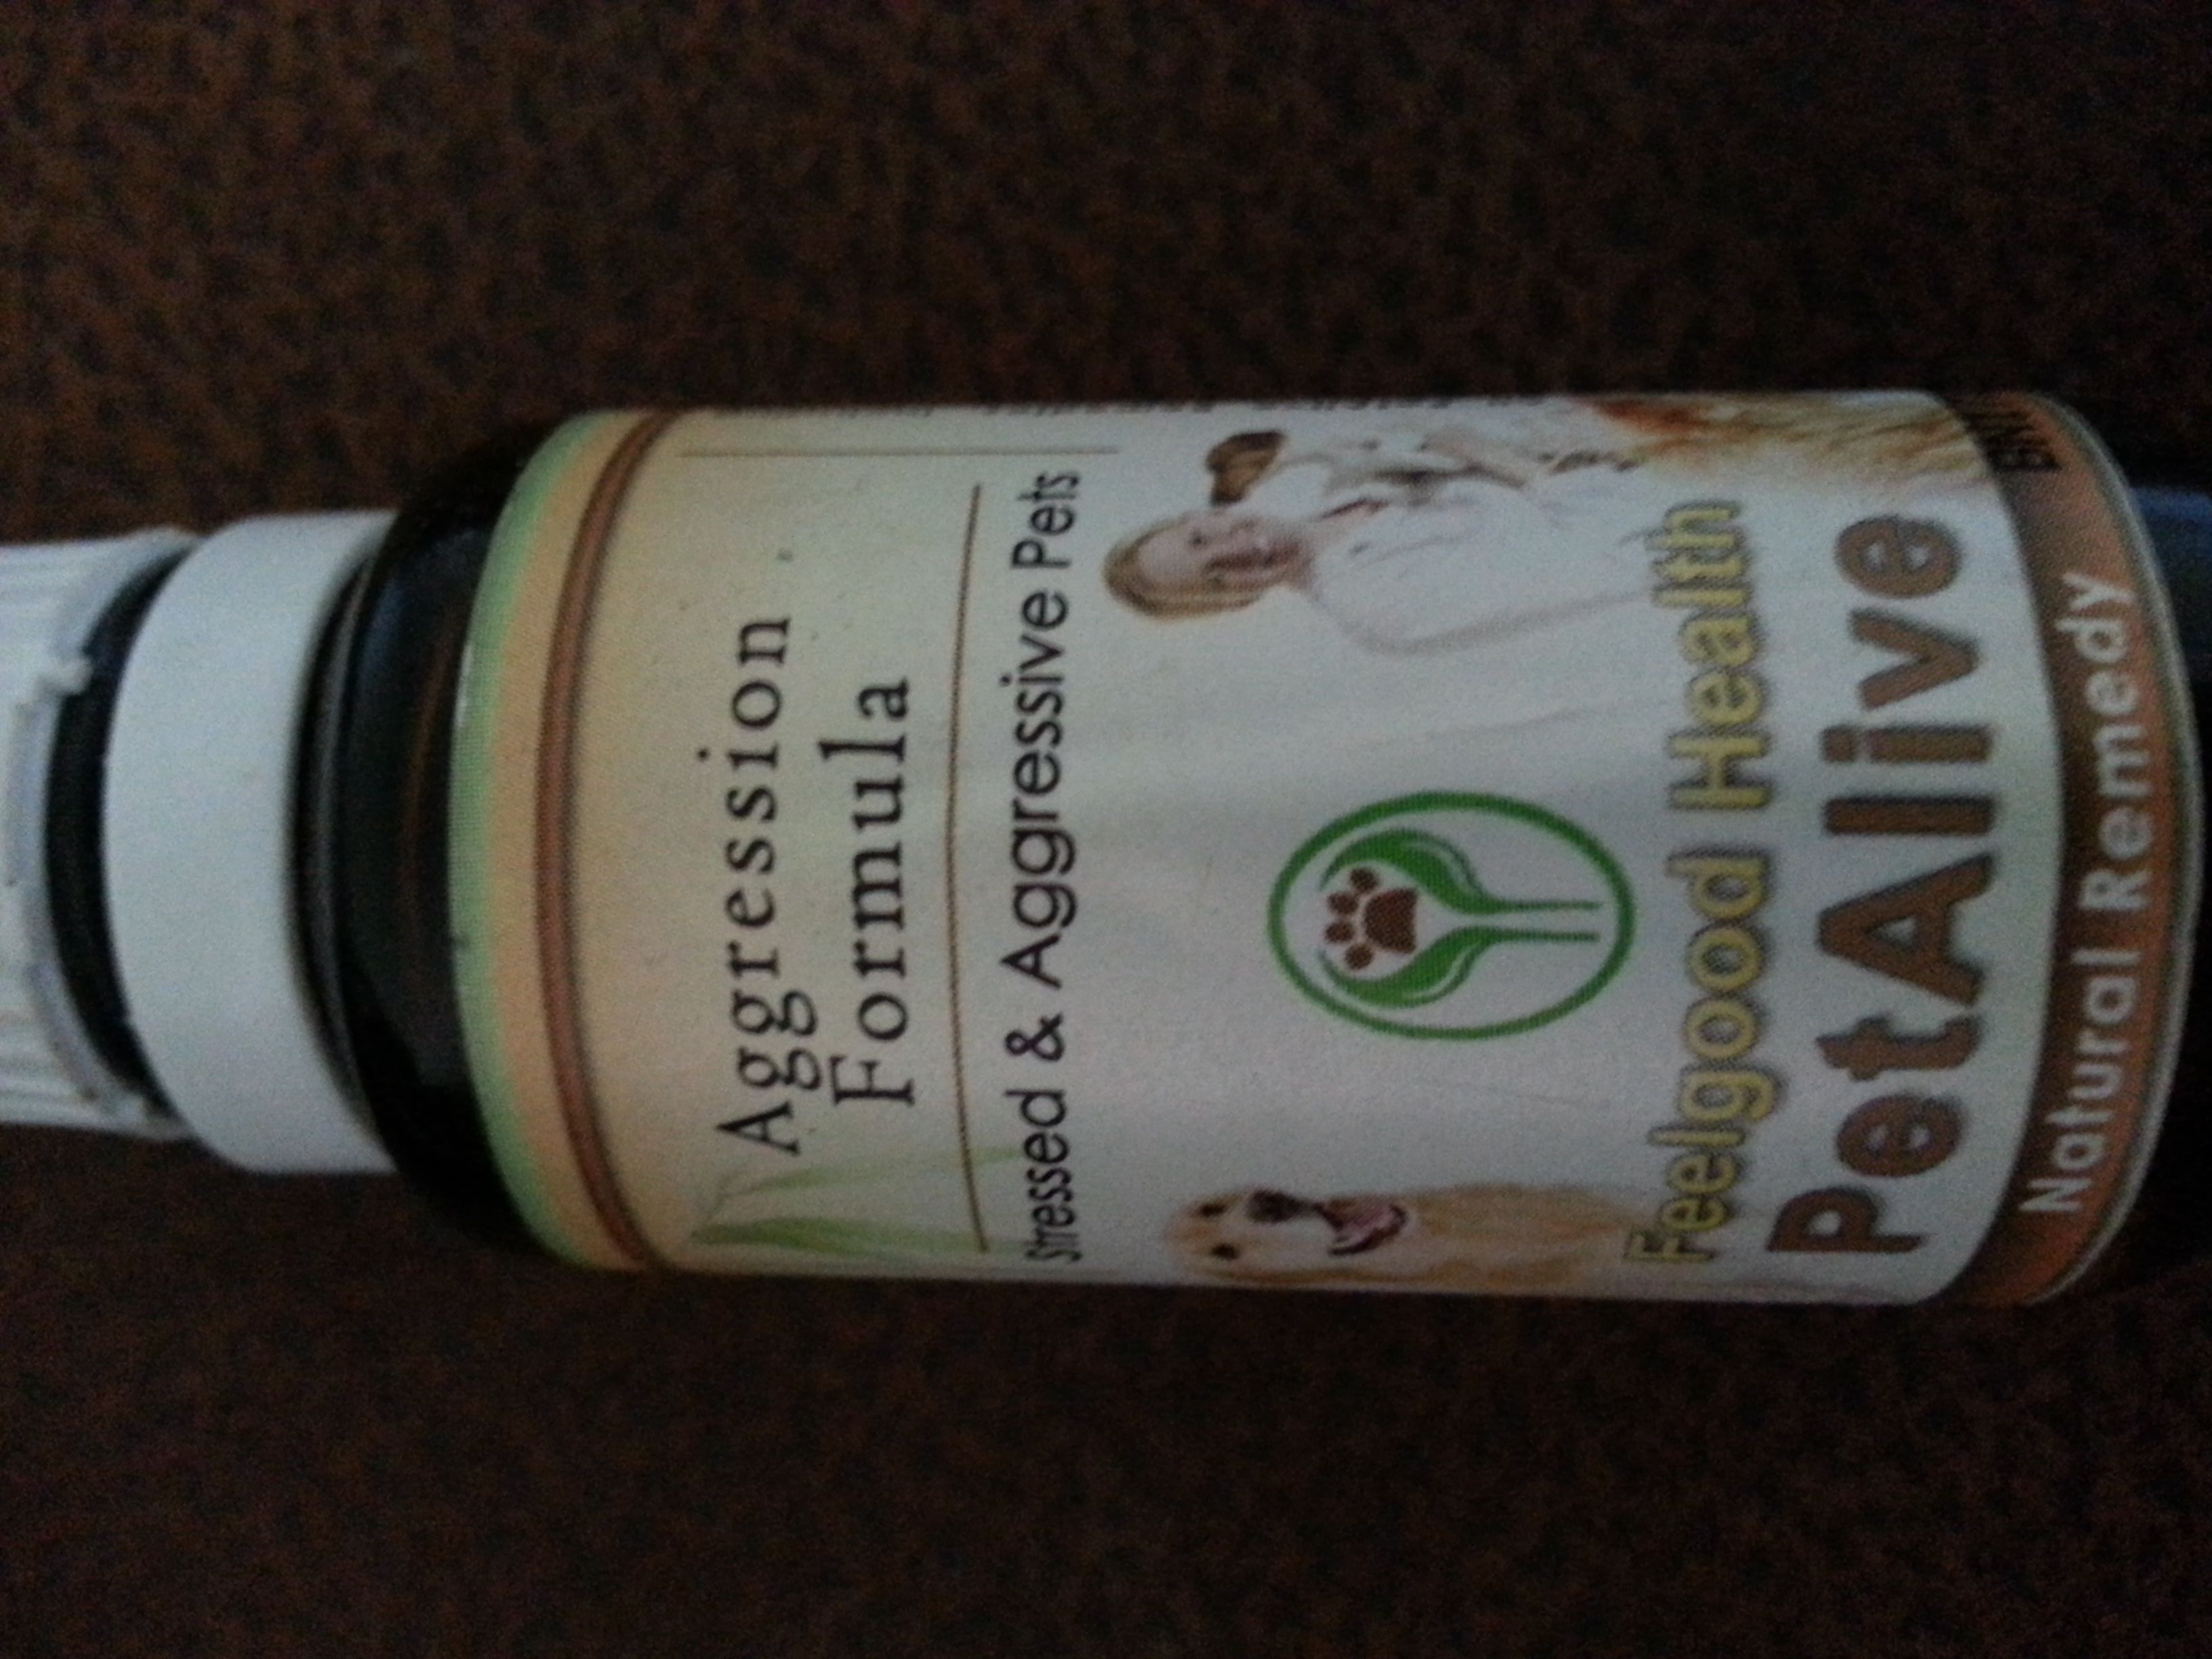 Aggression
Formula
Stressed & Aggressive Pets
Feelgood Health
PetAlive
Natural Remedy